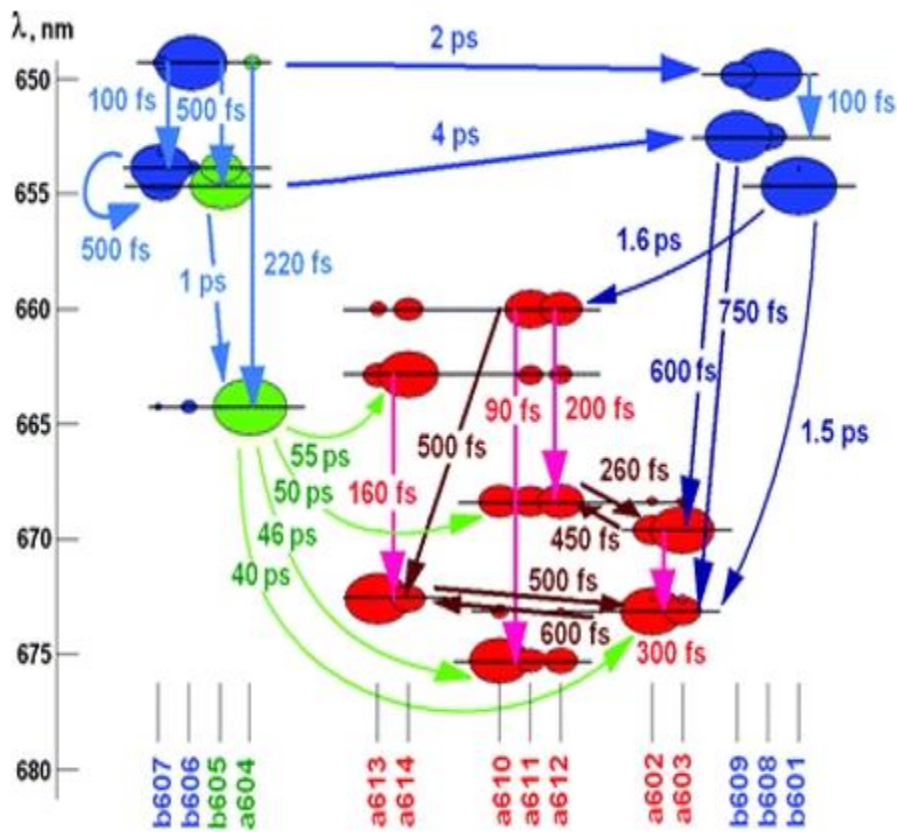 λ, nm
2 ps
650
100 fs
500 fs
100 fs
4 ps
655
500 fs
1.6 ps
1 ps
220 fs
660
750 fs
600 fs
90 fs
200 fs
665
500 fs
1.5 ps
55 ps
260 fs
160 fs
50 ps
46 ps
450 fs
670
40 ps
500 fs
600 fs
300 fs
675
680
b607
b606
b605
a604
a613
a614
a610
a611
a612
a602
a603
b609
b608
b601